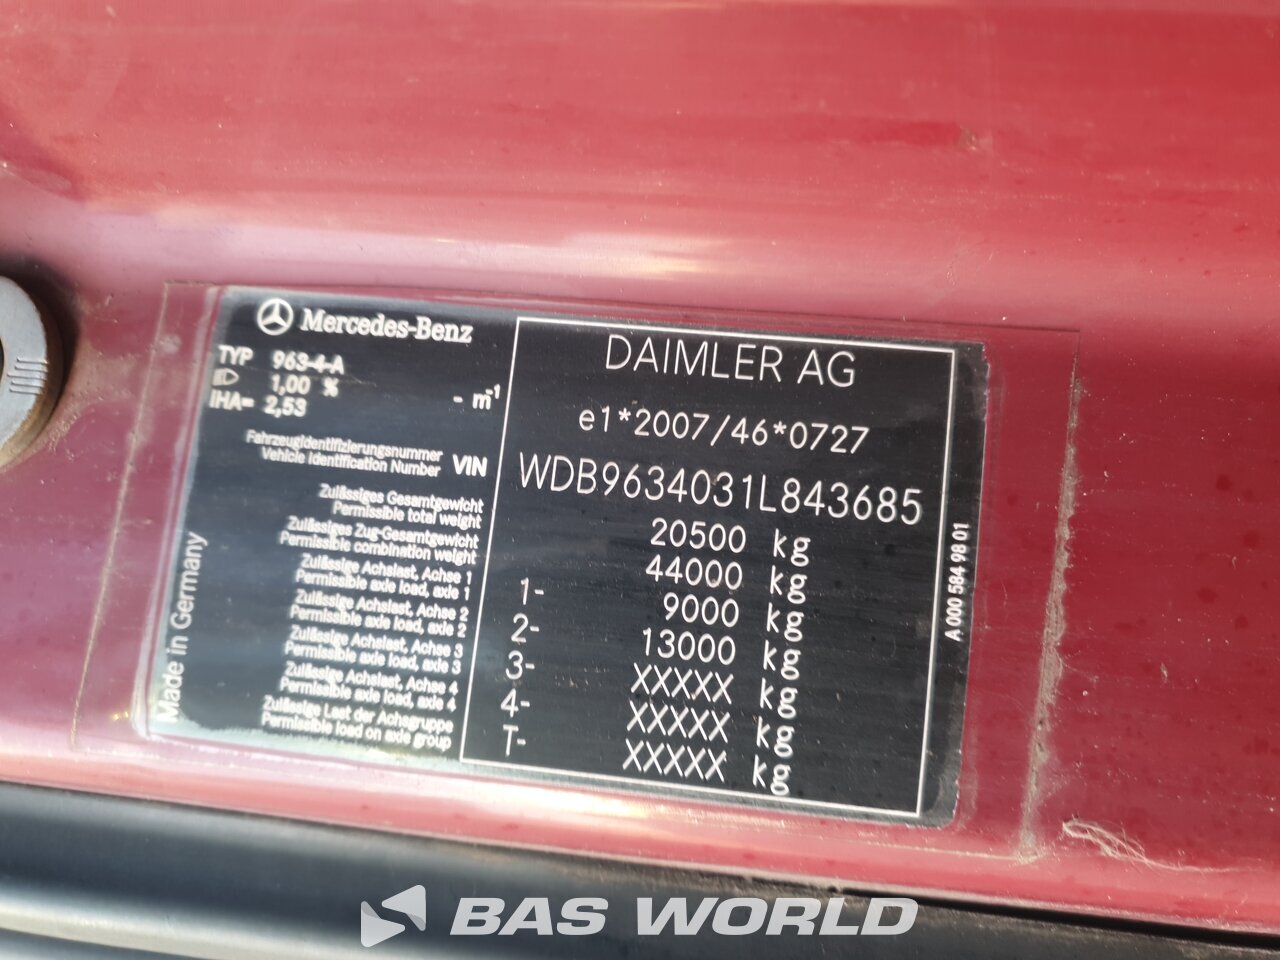 Mercedes-Benz
TYP 963-4-A
1,00 % - m⁻¹
IHA= 2,53
DAIMLER AG
e1*2007/46*0727
Fahrzeugidentifizierungsnummer
Vehicle Identification Number VIN WDB9634031L843685
Zulässiges Gesamtgewicht
Permissible total weight 20500 kg
Zulässiges Zug-Gesamtgewicht
Permissible combination weight 44000 kg
Zulässige Achslast, Achse 1
Permissible axle load, axle 1 1- 9000 kg
Zulässige Achslast, Achse 2
Permissible axle load, axle 2 2- 13000 kg
Zulässige Achslast, Achse 3
Permissible axle load, axle 3 3- XXXXX kg
Zulässige Achslast, Achse 4
Permissible axle load, axle 4 4- XXXXX kg
Zulässige Last der Achsgruppe
Permissible load on axle group T- XXXXX kg
Made in Germany
A 000 584 98 01
BAS WORLD